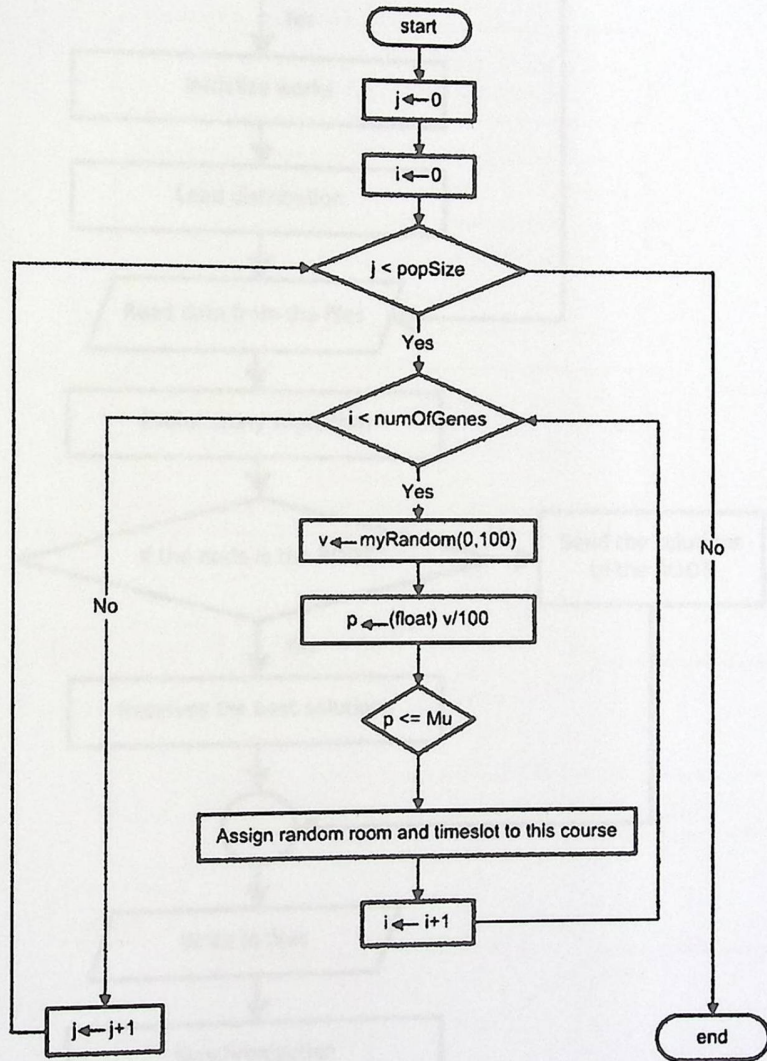 start
j ← 0
i ← 0
j < popSize
Yes
i < numOfGenes
Yes
v ← myRandom(0,100)
No
No
p ← (float) v/100
p <= Mu
Assign random room and timeslot to this course
i ← i+1
j ← j+1
end